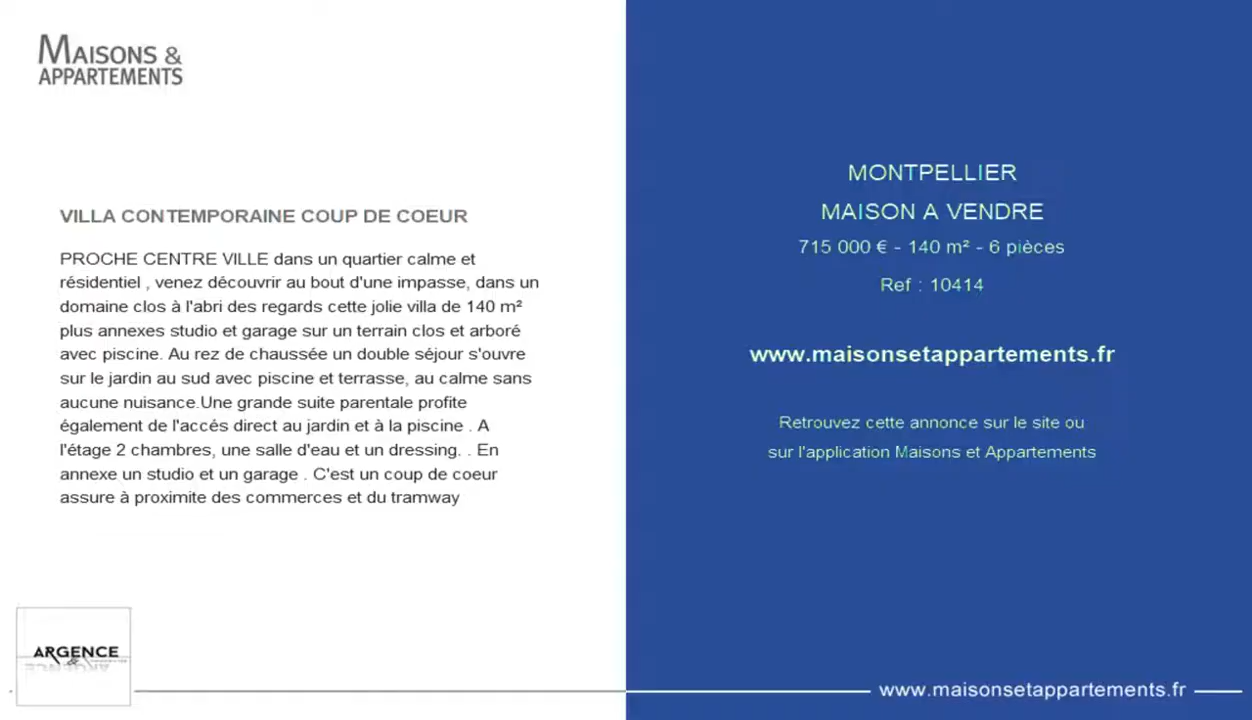 MAISONS &
APPARTEMENTS
VILLA CONTEMPORAINE COUP DE COEUR
PROCHE CENTRE VILLE dans un quartier calme et
résidentiel , venez découvrir au bout d'une impasse, dans un
domaine clos à l'abri des regards cette jolie villa de 140 m²
plus annexes studio et garage sur un terrain clos et arboré
avec piscine. Au rez de chaussée un double séjour s'ouvre
sur le jardin au sud avec piscine et terrasse, au calme sans
aucune nuisance.Une grande suite parentale profite
également de l'accés direct au jardin et à la piscine . A
l'étage 2 chambres, une salle d'eau et un dressing. . En
annexe un studio et un garage . C'est un coup de coeur
assure à proximite des commerces et du tramway
ARGENCE
MONTPELLIER
MAISON A VENDRE
715 000 € - 140 m² - 6 pièces
Ref : 10414
www.maisonsetappartements.fr
Retrouvez cette annonce sur le site ou
sur l'application Maisons et Appartements
www.maisonsetappartements.fr